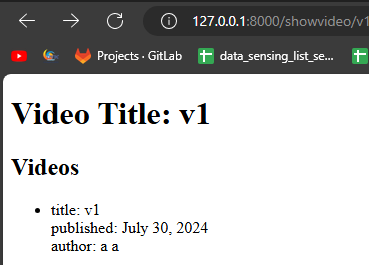 127.0.0.1:8000/showvideo/v1
Projects · GitLab
data_sensing_list_se...
Video Title: v1
Videos
title: v1
published: July 30, 2024
author: a a